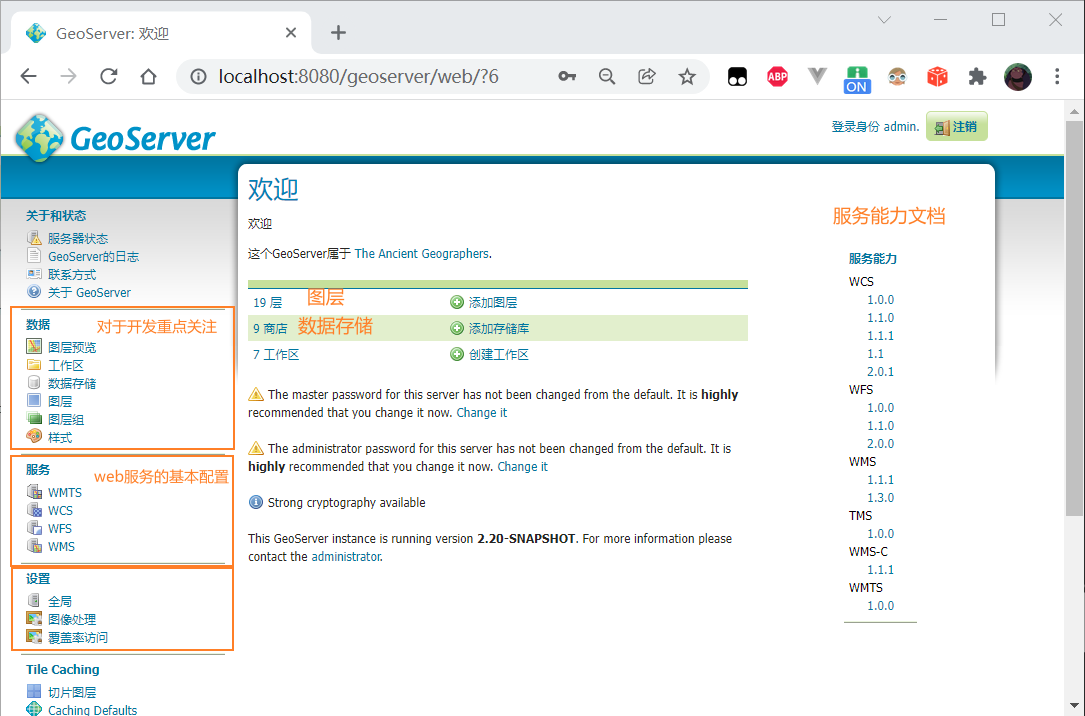 GeoServer: 欢迎
localhost:8080/geoserver/web/?6
ABP
ON
GeoServer
登录身份 admin.
注销
关于和状态
服务器状态
GeoServer的日志
联系方式
关于 GeoServer
数据
对于开发重点关注
图层预览
工作区
数据存储
图层
图层组
样式
服务
web服务的基本配置
WMTS
WCS
WFS
WMS
设置
全局
图像处理
覆盖率访问
Tile Caching
切片图层
Caching Defaults
欢迎
欢迎
这个GeoServer属于 The Ancient Geographers.
19 层 图层 添加图层
9 商店 数据存储 添加存储库
7 工作区 创建工作区
The master password for this server has not been changed from the default. It is highly
recommended that you change it now. Change it
The administrator password for this server has not been changed from the default. It is
highly recommended that you change it now. Change it
Strong cryptography available
This GeoServer instance is running version 2.20-SNAPSHOT. For more information please
contact the administrator.
服务能力文档
服务能力
WCS
1.0.0
1.1.0
1.1.1
1.1
2.0.1
WFS
1.0.0
1.1.0
2.0.0
WMS
1.1.1
1.3.0
TMS
1.0.0
WMS-C
1.1.1
WMTS
1.0.0